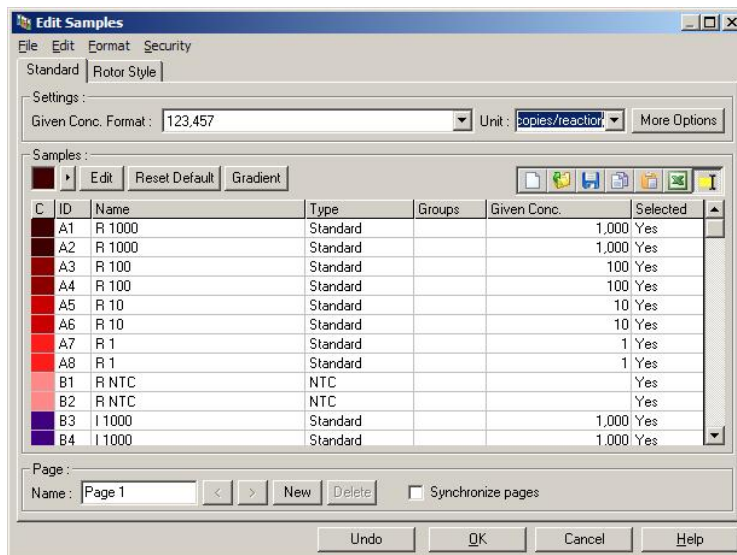 Edit Samples
File Edit Format Security
Standard Rotor Style
Settings :
Given Conc. Format : 123,457 Unit : copies/reaction More Options
Samples :
Edit Reset Default Gradient
C ID Name Type Groups Given Conc. Selected
A1 R 1000 Standard 1,000 Yes
A2 R 1000 Standard 1,000 Yes
A3 R 100 Standard 100 Yes
A4 R 100 Standard 100 Yes
A5 R 10 Standard 10 Yes
A6 R 10 Standard 10 Yes
A7 R 1 Standard 1 Yes
A8 R 1 Standard 1 Yes
B1 R NTC NTC Yes
B2 R NTC NTC Yes
B3 I 1000 Standard 1,000 Yes
B4 I 1000 Standard 1,000 Yes
Page :
Name : Page 1 < > New Delete Synchronize pages
Undo OK Cancel Help